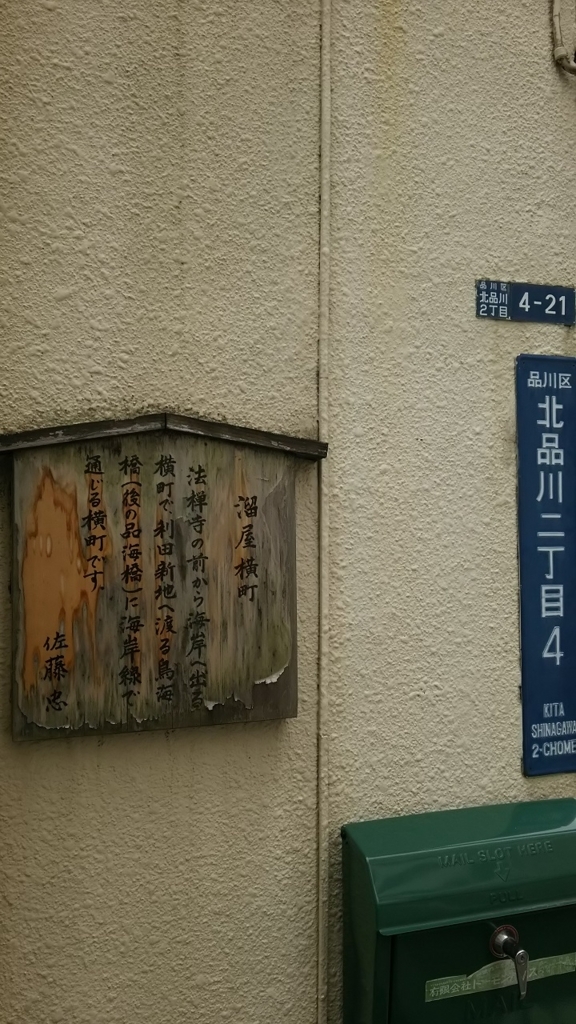 溜屋横町
法禅寺の前から海岸へ出る
横町で、利田新地へ渡る鳥海
橋(後の品海橋)に海岸縁で
通じる横町です。
佐藤忠
品川区
北品川
2丁目
4-21
品川区
北品川二丁目4
KITA
SHINAGAWA
2-CHOME
MAIL SLOT HERE
PULL
MAIL